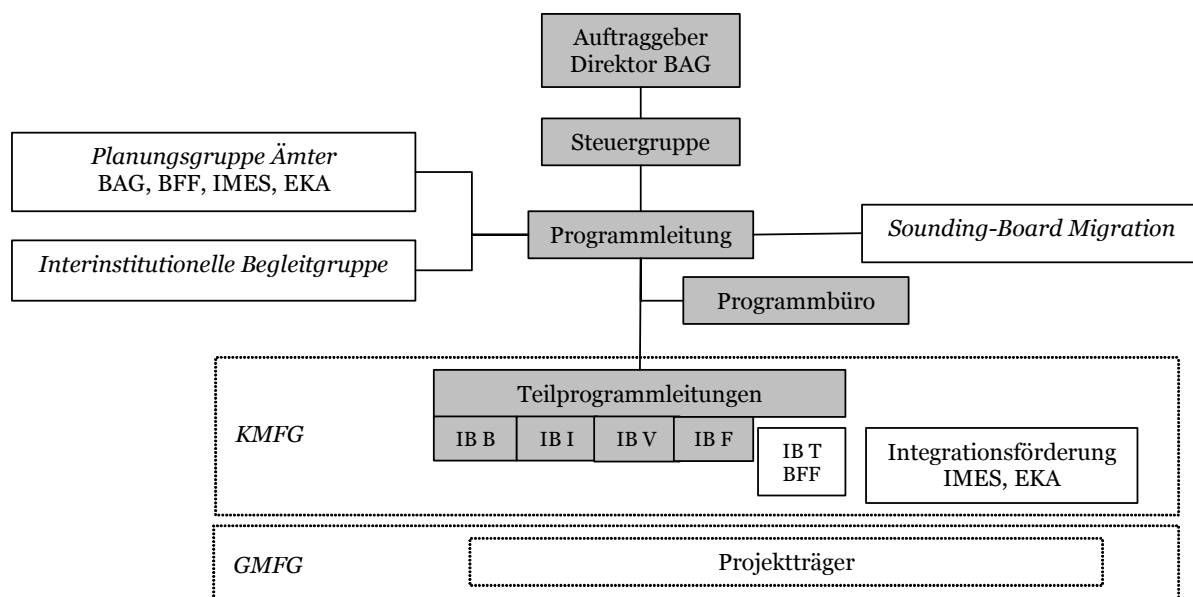 Auftraggeber
Direktor BAG
Steuergruppe
Planungsgruppe Ämter
BAG, BFF, IMES, EKA
Programmleitung
Sounding-Board Migration
Interinstitutionelle Begleitgruppe
Programmbüro
Teilprogrammleitungen
KMFG
IB B
IB I
IB V
IB F
IB T
BFF
Integrationsförderung
IMES, EKA
GMFG
Projektträger